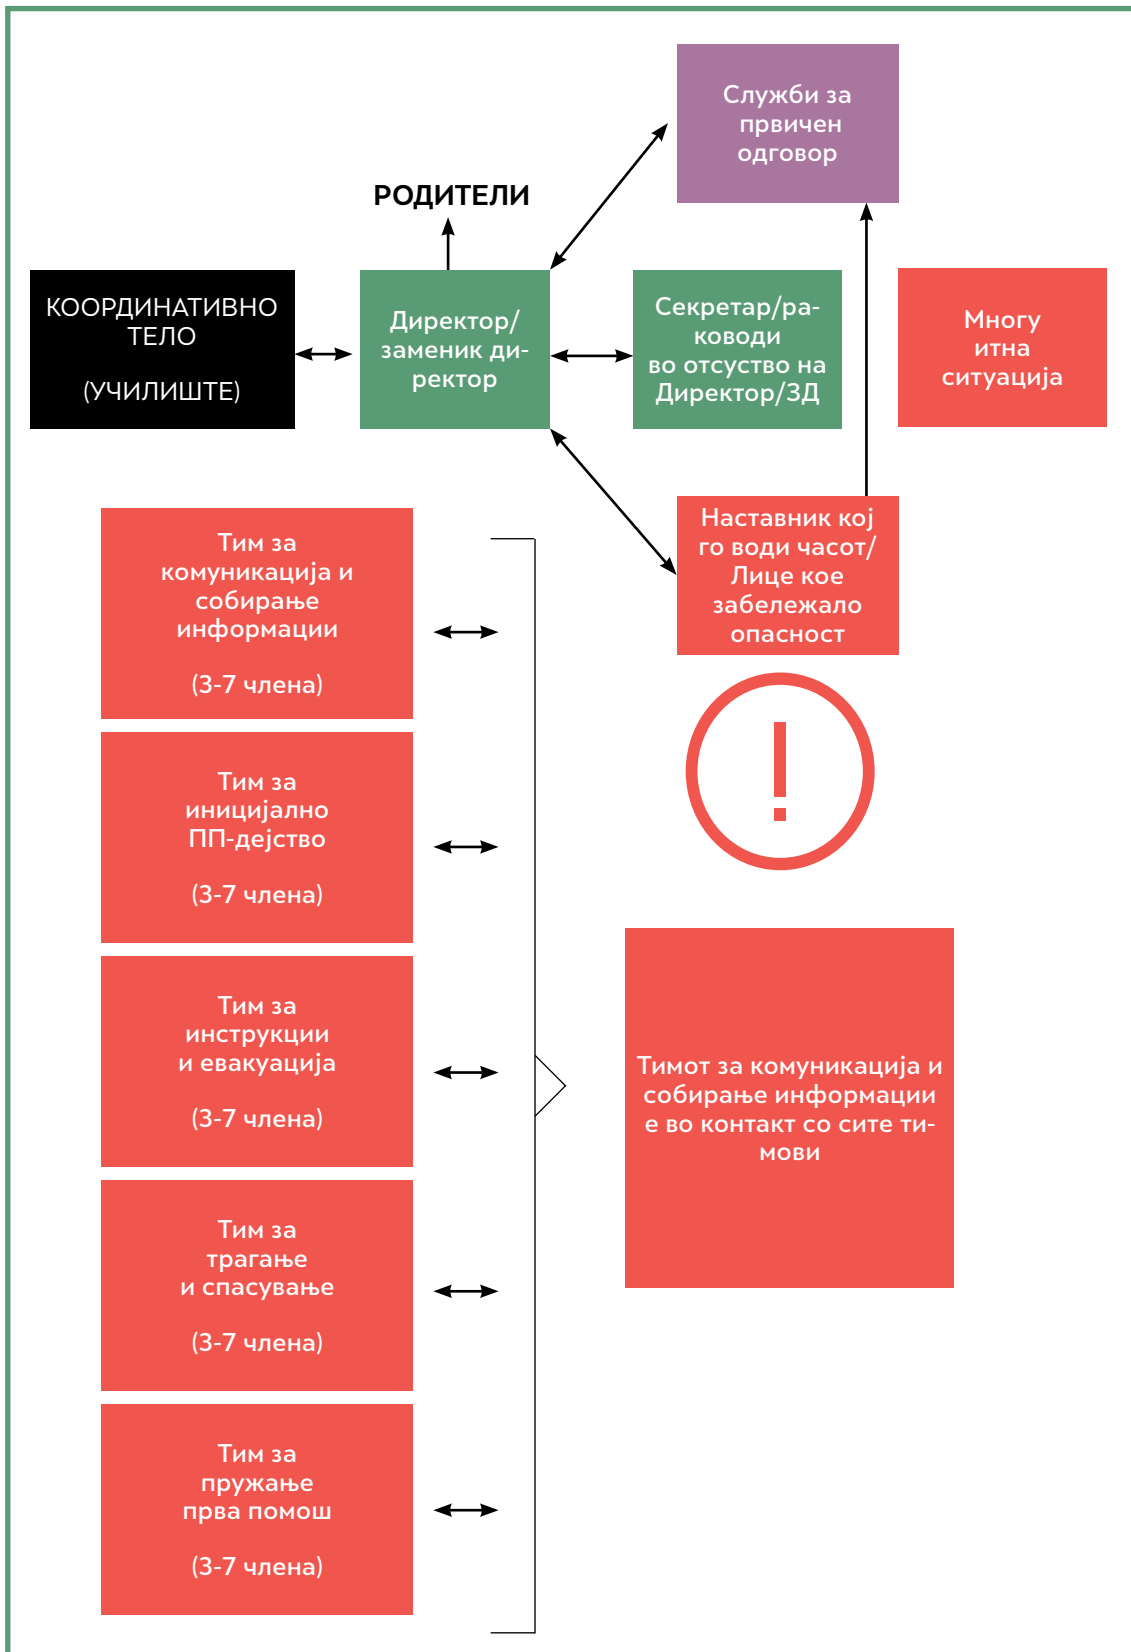 Служби за
првичен
одговор
РОДИТЕЛИ
КООРДИНАТИВНО
ТЕЛО
(УЧИЛИШТЕ)
Директор/
заменик ди-
ректор
Секретар/ра-
ководи
во отсуство на
Директор/ЗД
Многу
итна
ситуација
Наставник кој
го води часот/
Лице кое
забележало
опасност
Тим за
комуникација и
собирање
информации
(3-7 члена)
Тим за
иницијално
ПП-дејство
(3-7 члена)
Тим за
инструкции
и евакуација
(3-7 члена)
Тим за
трагање
и спасување
(3-7 члена)
Тим за
пружање
прва помош
(3-7 члена)
!
Тимот за комуникација и
собирање информации
е во контакт со сите ти-
мови